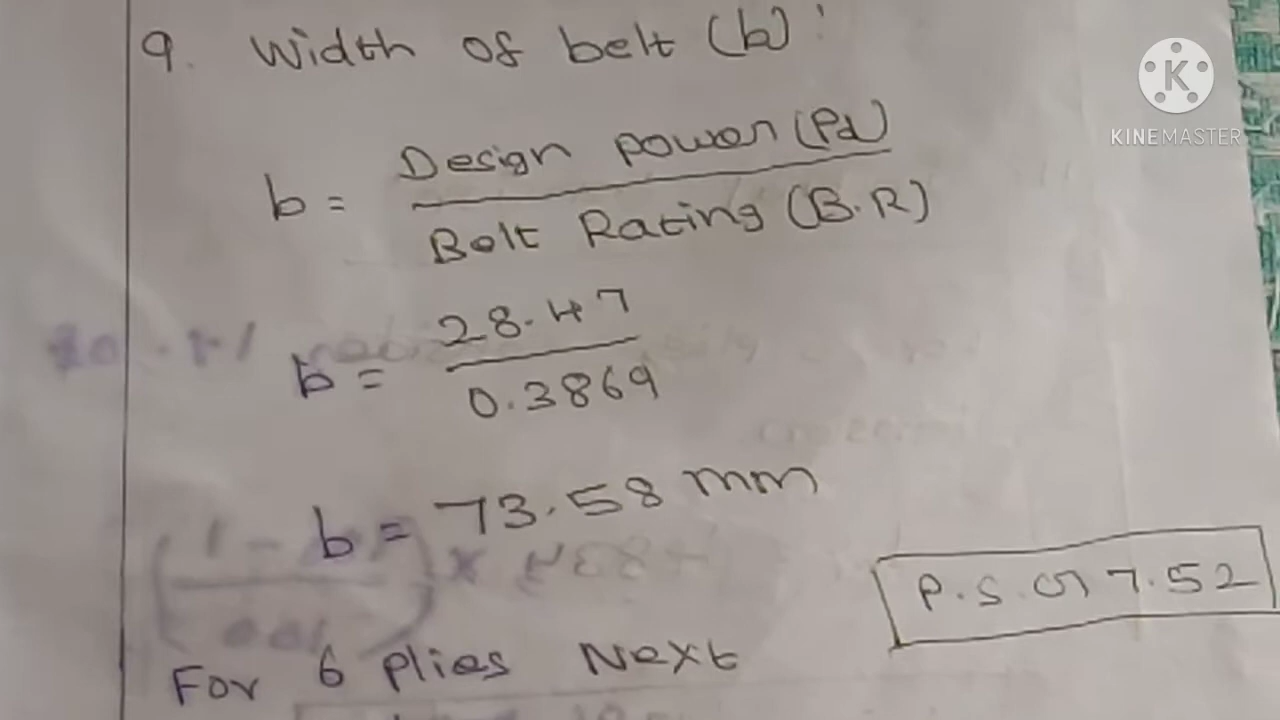 9. Width of belt (b):
KINEMASTER
b = Design power (Pd)
Belt Rating (B.R)
b = 28.47
0.3869
b = 73.58 mm
P.S.G 7.52
For 6 plies Next